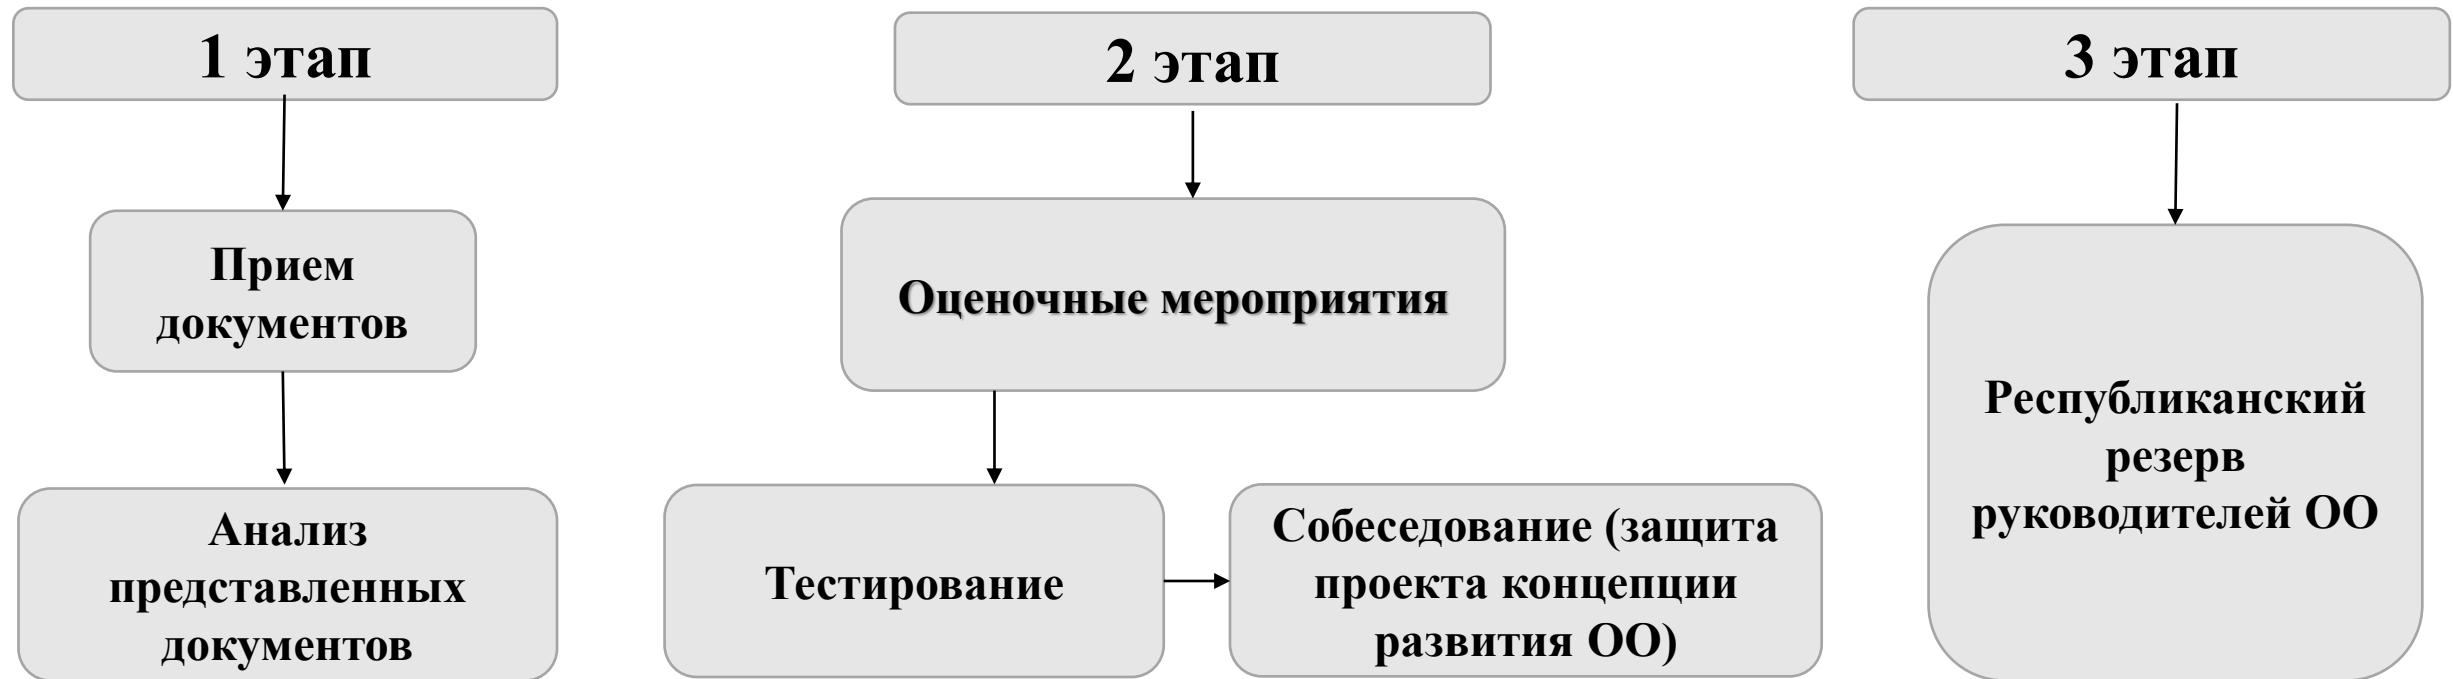 1 этап
Прием
документов
Анализ
представленных
документов
2 этап
Оценочные мероприятия
Тестирование
Собеседование (защита
проекта концепции
развития ОО)
3 этап
Республиканский
резерв
руководителей ОО